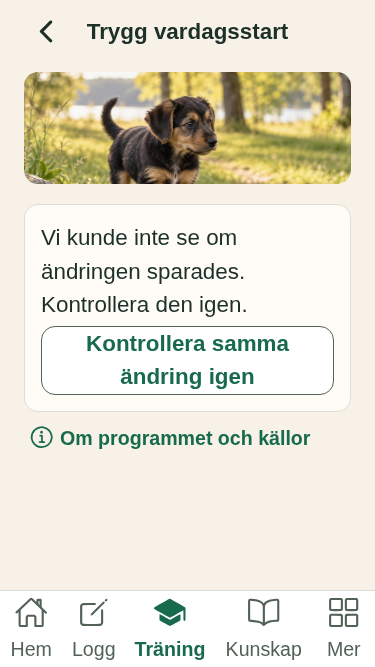 Trygg vardagsstart
Vi kunde inte se om
ändringen sparades.
Kontrollera den igen.
Kontrollera samma
ändring igen
Om programmet och källor
Hem
Logg
Träning
Kunskap
Mer